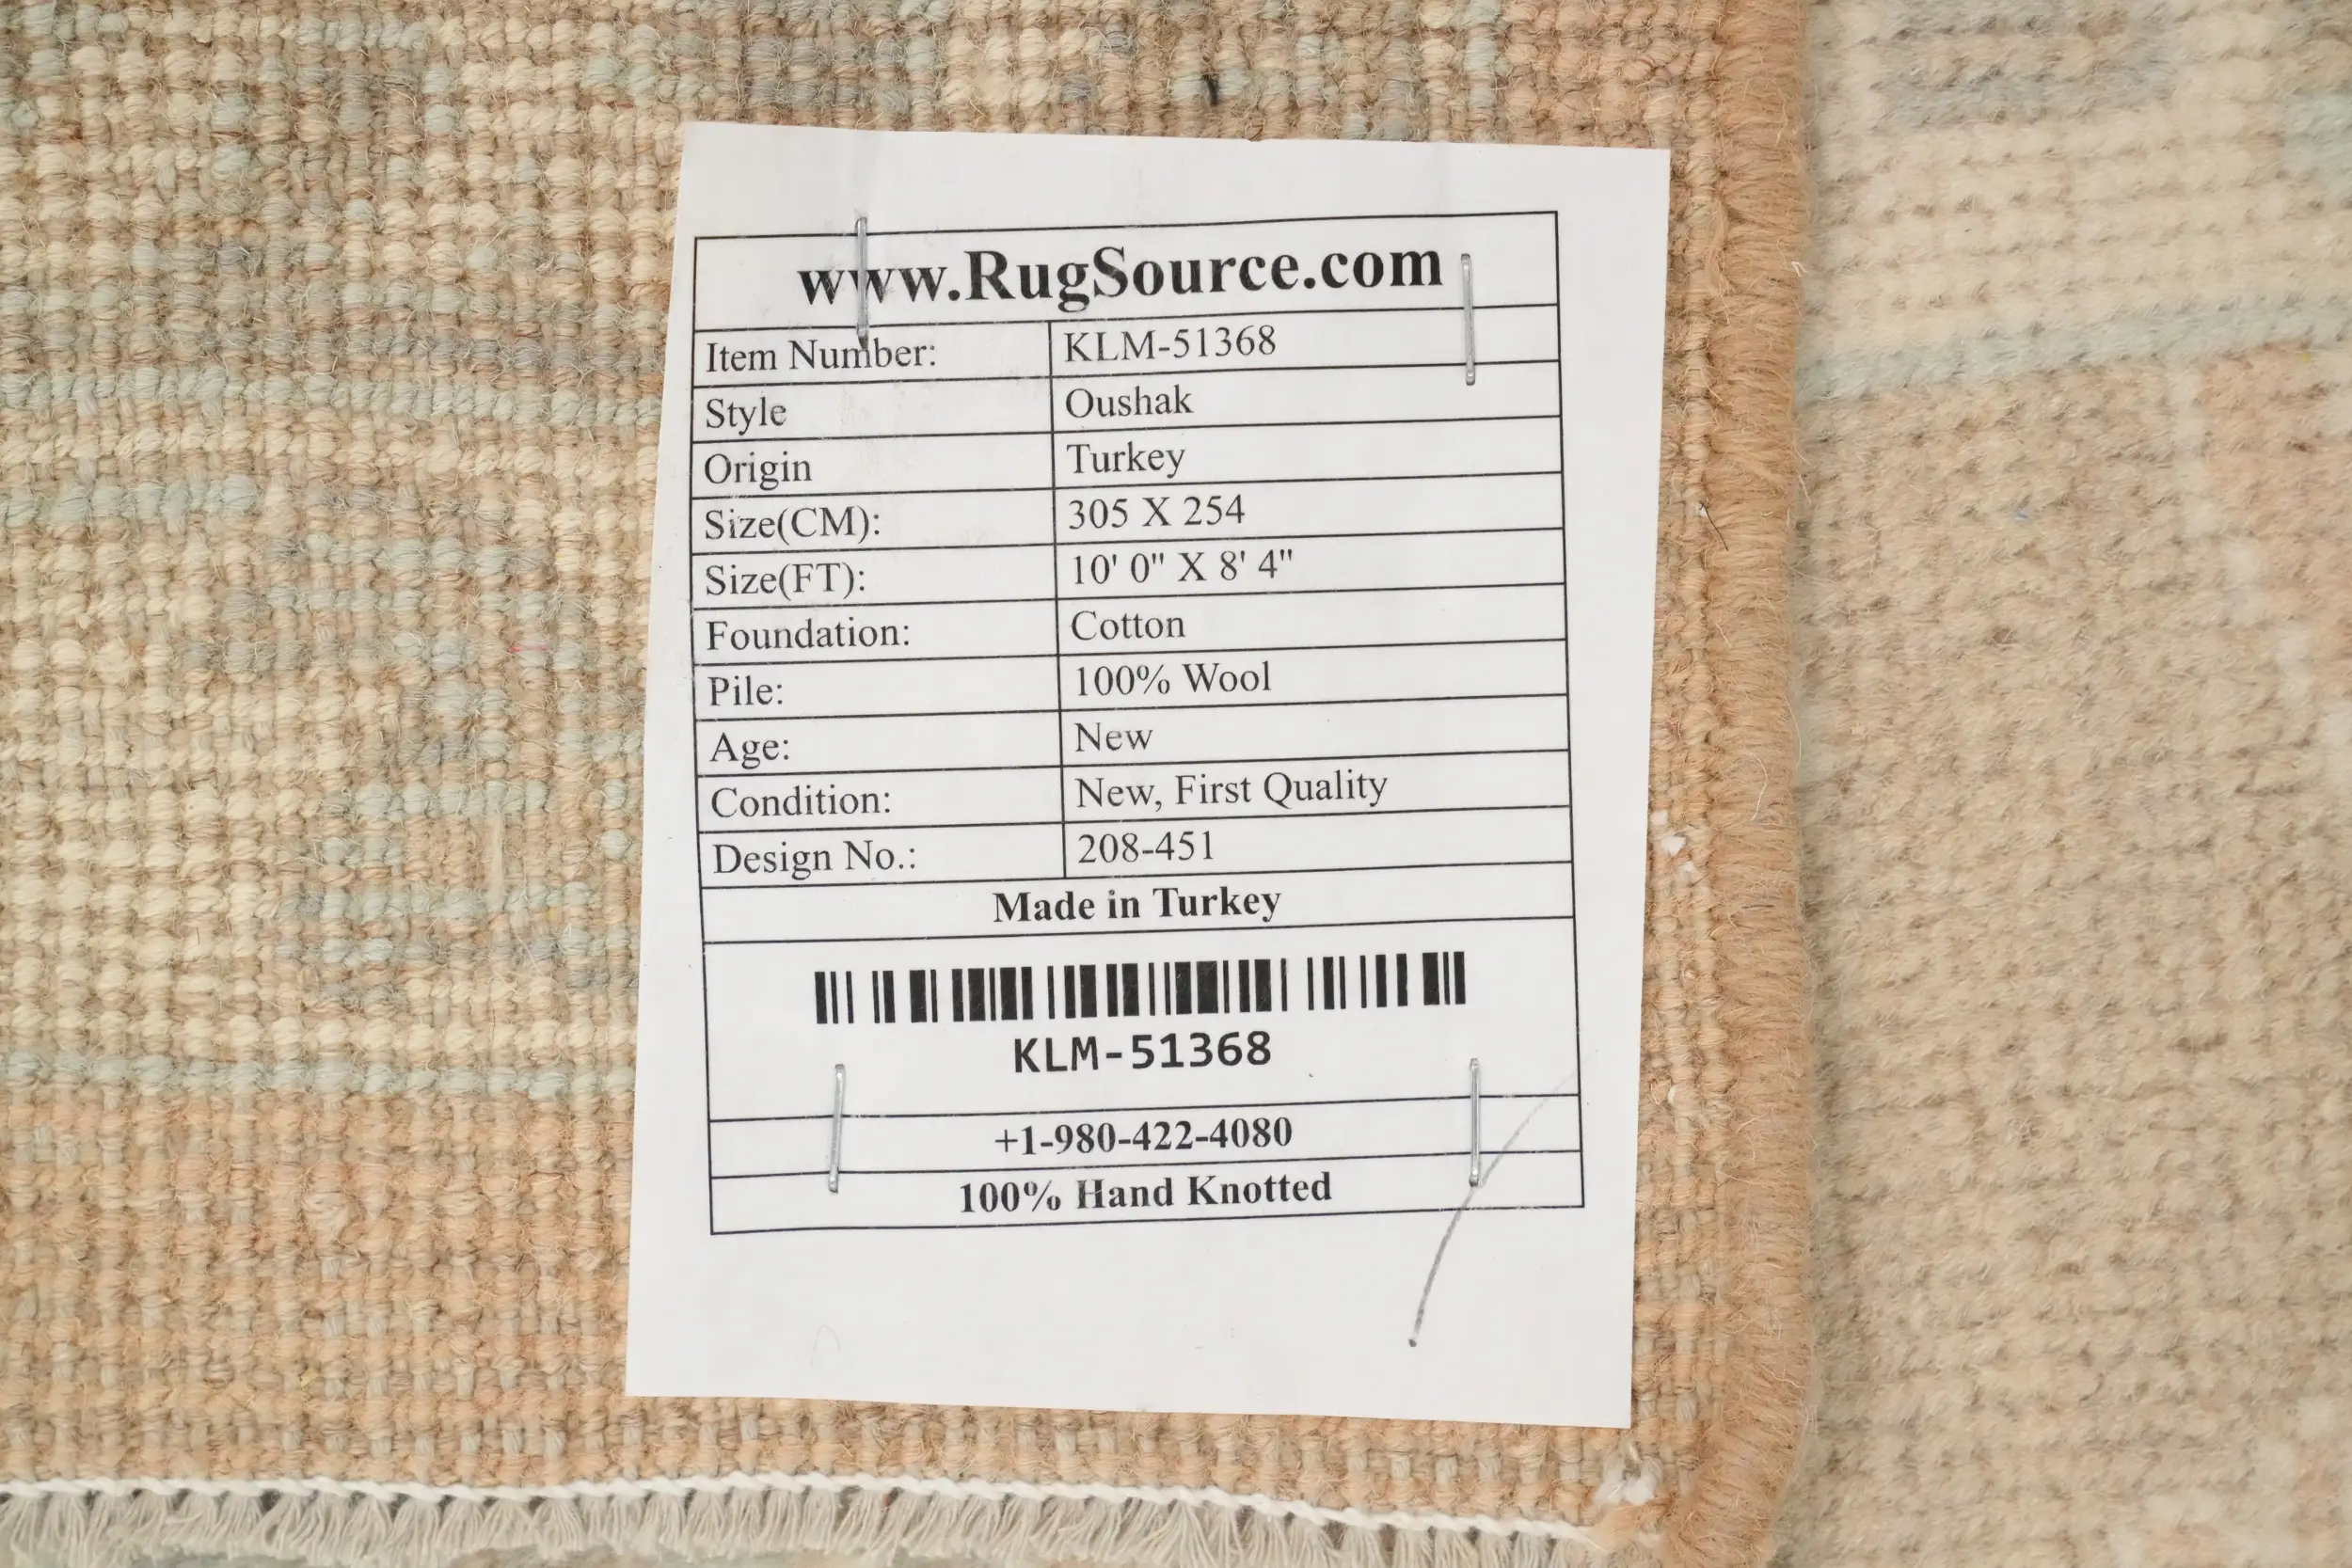 www.RugSource.com
Item Number: KLM-51368
Style Oushak
Origin Turkey
Size(CM): 305 X 254
Size(FT): 10' 0" X 8' 4"
Foundation: Cotton
Pile: 100% Wool
Age: New
Condition: New, First Quality
Design No.: 208-451
Made in Turkey
KLM-51368
+1-980-422-4080
100% Hand Knotted